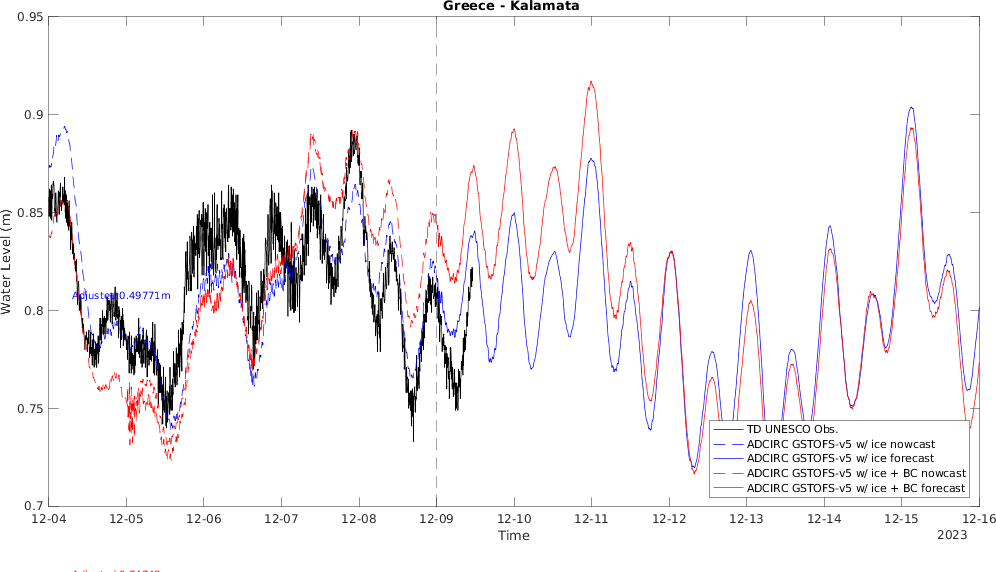 Greece - Kalamata
0.95
0.9
0.85
0.8
0.75
0.7
Water Level (m)
Adjusted 0.49771m
TD UNESCO Obs.
ADCIRC GSTOFS-v5 w/ ice nowcast
ADCIRC GSTOFS-v5 w/ ice forecast
ADCIRC GSTOFS-v5 w/ ice + BC nowcast
ADCIRC GSTOFS-v5 w/ ice + BC forecast
12-04 12-05 12-06 12-07 12-08 12-09 12-10 12-11 12-12 12-13 12-14 12-15 12-16
Time
2023